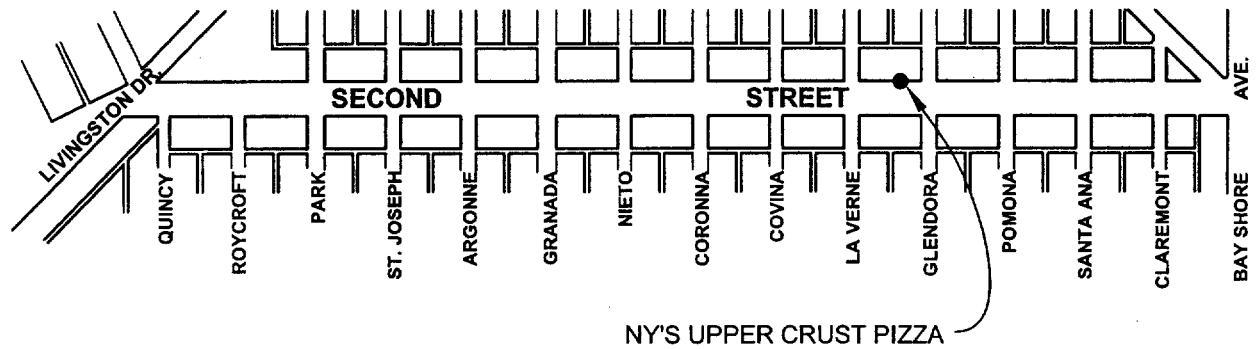 SECOND STREET
LIVINGSTON DR.
AVE.
QUINCY
ROYCROFT
PARK
ST. JOSEPH
ARGONNE
GRANADA
NIETO
CORONNA
COVINA
LA VERNE
GLENDORA
POMONA
SANTA ANA
CLAREMONT
BAY SHORE
NY'S UPPER CRUST PIZZA